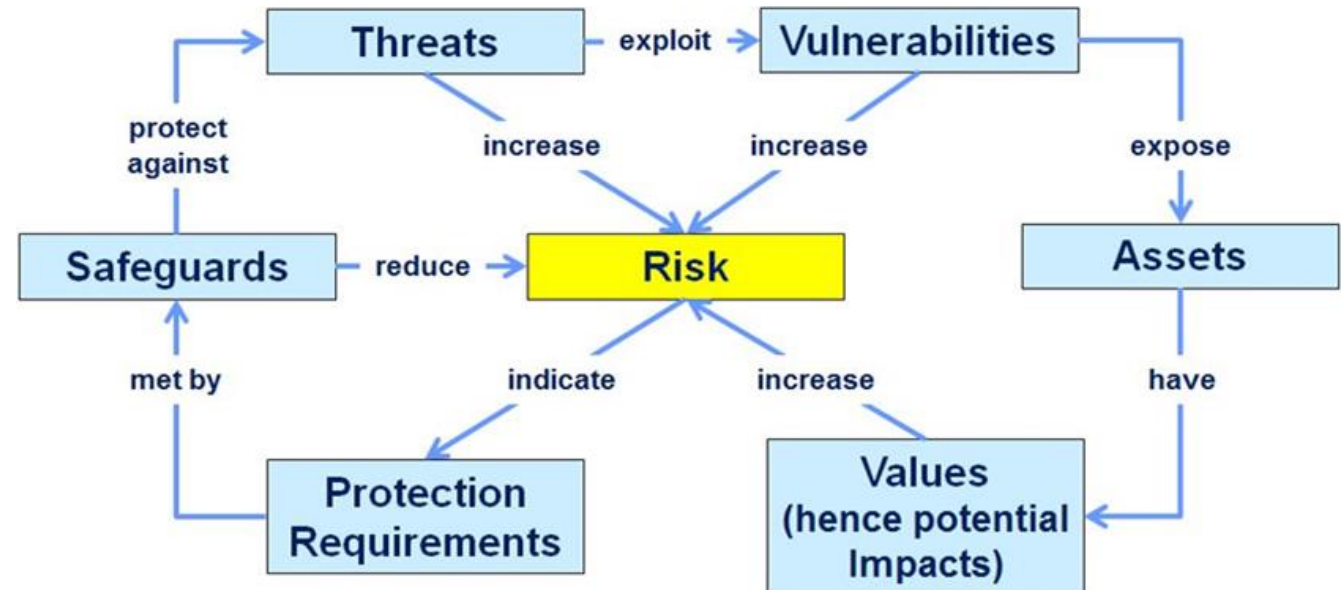 Threats
exploit
Vulnerabilities
protect
against
increase
increase
expose
Safeguards
reduce
Risk
Assets
met by
indicate
increase
have
Protection
Requirements
Values
(hence potential
Impacts)